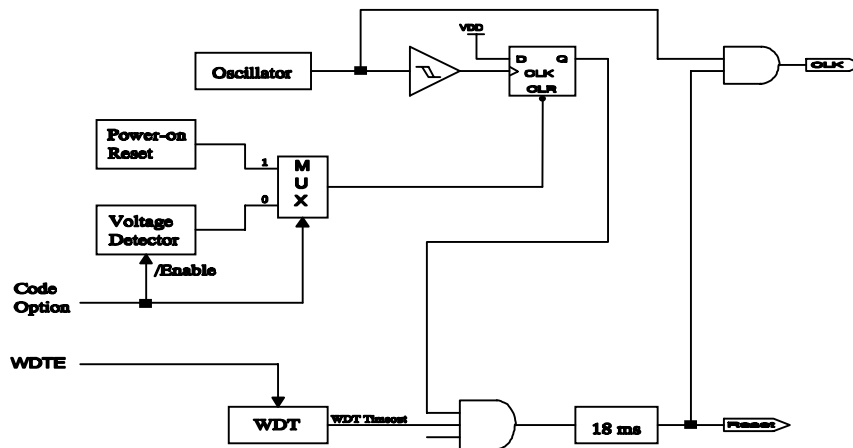 VDD
Oscillator
D Q
CLK
CLR
CLK
Power-on
Reset
1
M
U
X
0
Voltage
Detector
/Enable
Code
Option
WDTE
WDT
WDT Timeout
18 ms
Reset